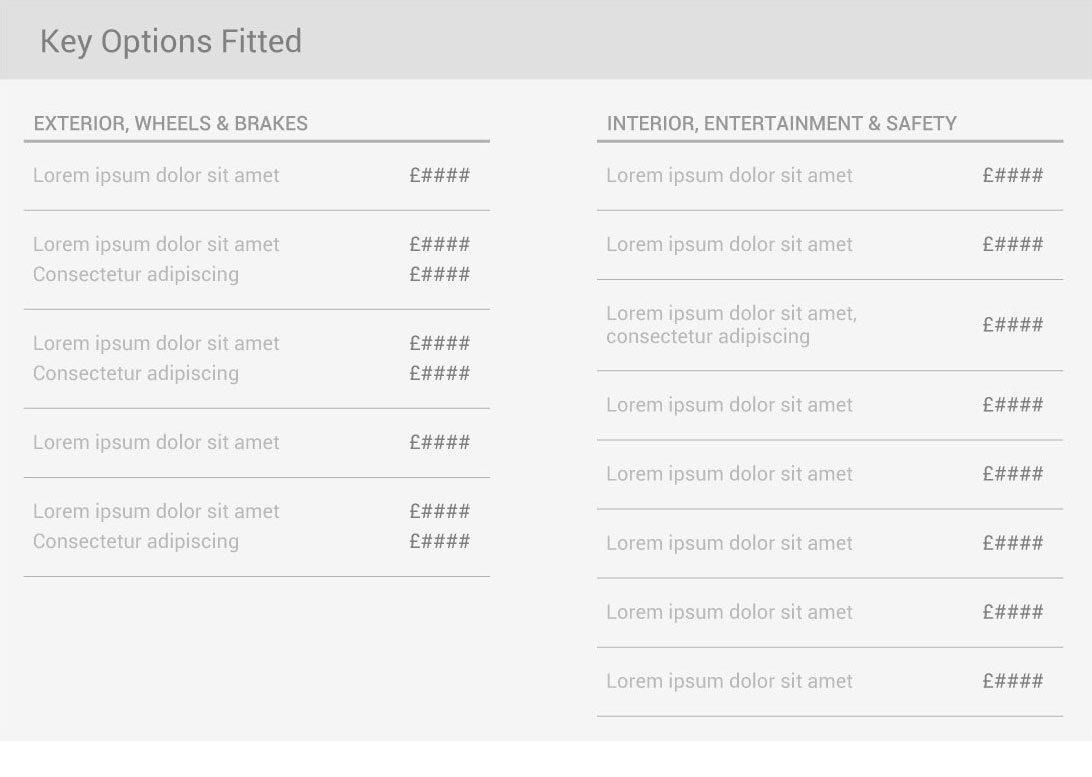 Key Options Fitted
EXTERIOR, WHEELS & BRAKES
Lorem ipsum dolor sit amet £####
Lorem ipsum dolor sit amet £####
Consectetur adipiscing £####
Lorem ipsum dolor sit amet £####
Consectetur adipiscing £####
Lorem ipsum dolor sit amet £####
Lorem ipsum dolor sit amet £####
Consectetur adipiscing £####
INTERIOR, ENTERTAINMENT & SAFETY
Lorem ipsum dolor sit amet £####
Lorem ipsum dolor sit amet £####
Lorem ipsum dolor sit amet,
consectetur adipiscing £####
Lorem ipsum dolor sit amet £####
Lorem ipsum dolor sit amet £####
Lorem ipsum dolor sit amet £####
Lorem ipsum dolor sit amet £####
Lorem ipsum dolor sit amet £####